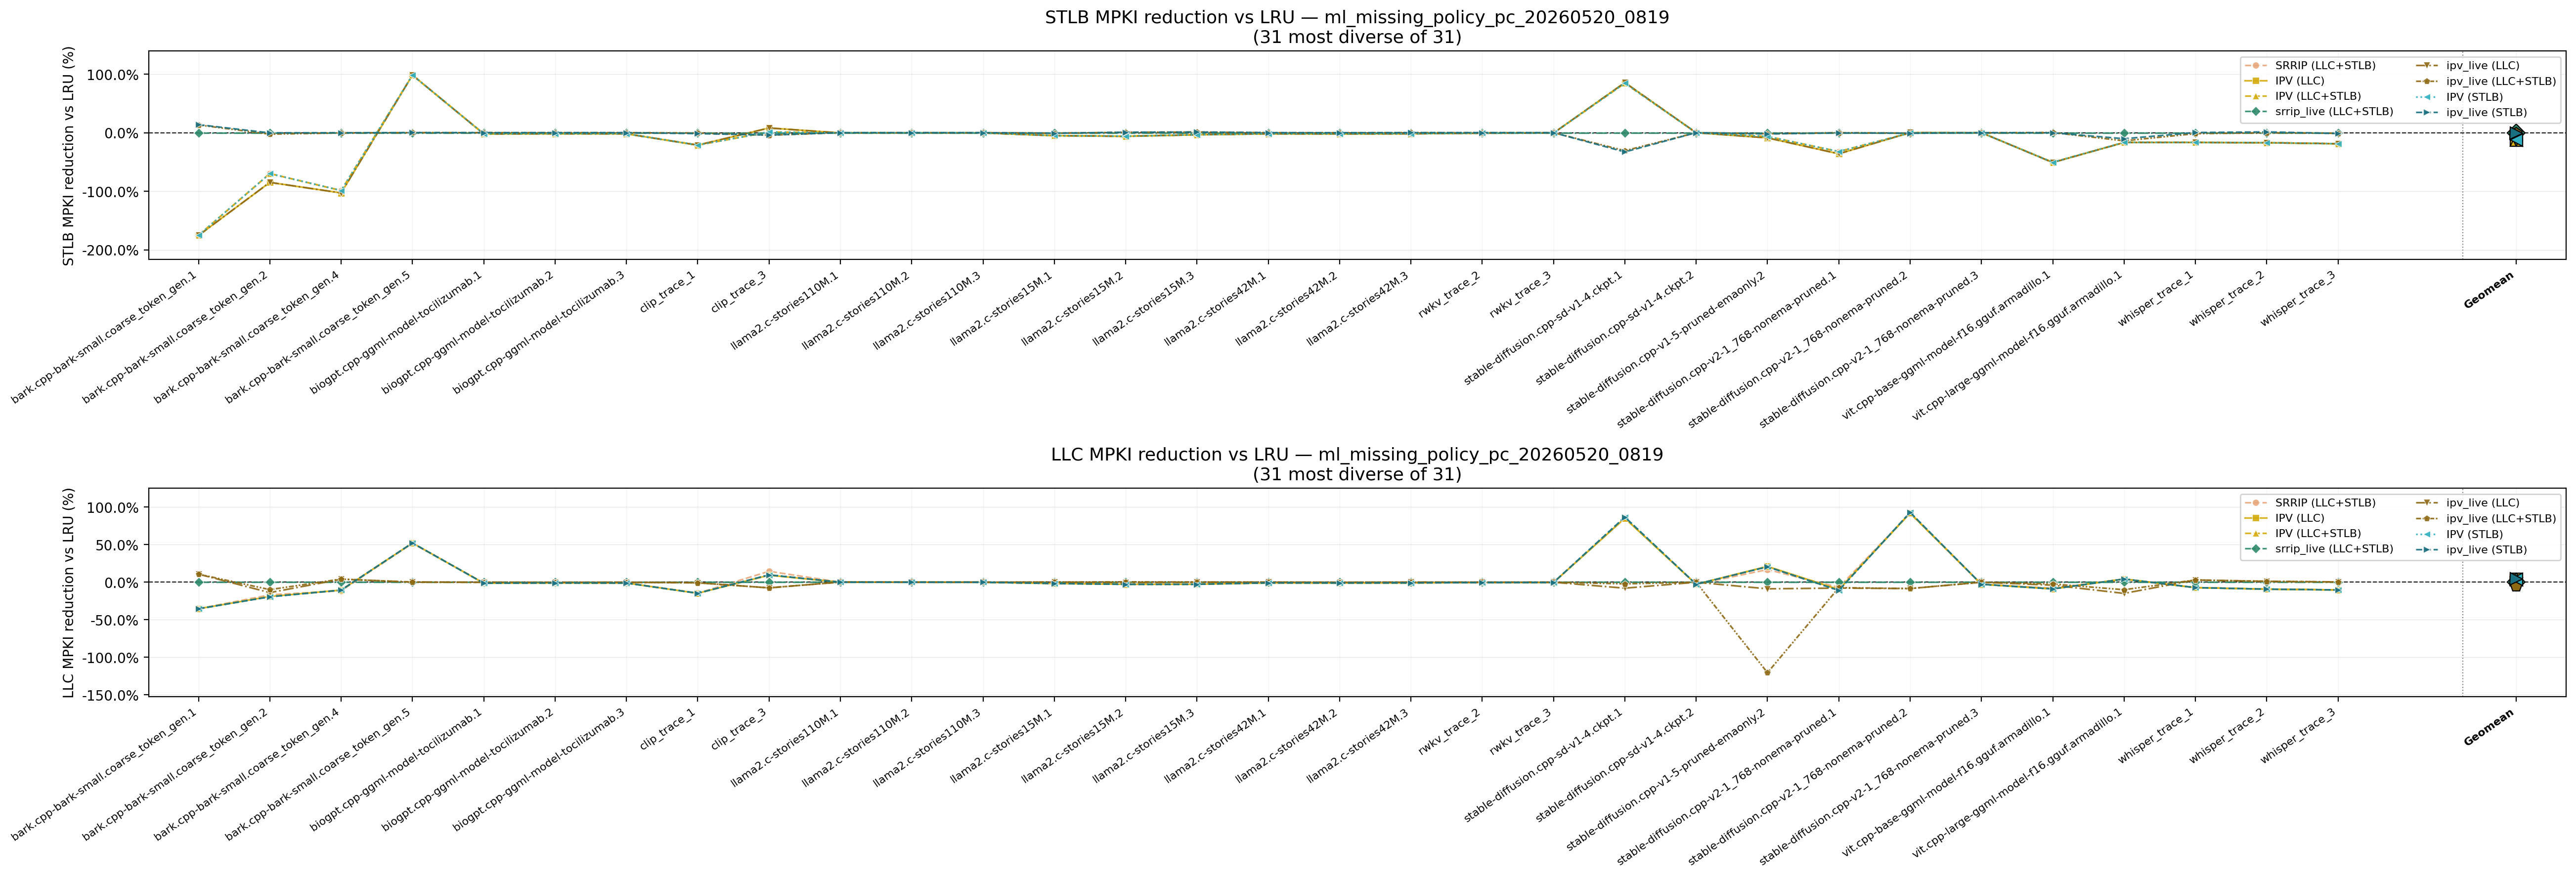 STLB MPKI reduction vs LRU — ml_missing_policy_pc_20260520_0819
(31 most diverse of 31)
STLB MPKI reduction vs LRU (%)
100.0%
0.0%
-100.0%
-200.0%
SRRIP (LLC+STLB)
IPV (LLC)
IPV (LLC+STLB)
srrip_live (LLC+STLB)
ipv_live (LLC)
ipv_live (LLC+STLB)
IPV (STLB)
ipv_live (STLB)
bark.cpp-bark-small.coarse_token_gen.1
bark.cpp-bark-small.coarse_token_gen.2
bark.cpp-bark-small.coarse_token_gen.4
bark.cpp-bark-small.coarse_token_gen.5
biogpt.cpp-ggml-model-tocilizumab.1
biogpt.cpp-ggml-model-tocilizumab.2
biogpt.cpp-ggml-model-tocilizumab.3
clip_trace_1
clip_trace_3
llama2.c-stories110M.1
llama2.c-stories110M.2
llama2.c-stories110M.3
llama2.c-stories15M.1
llama2.c-stories15M.2
llama2.c-stories15M.3
llama2.c-stories42M.1
llama2.c-stories42M.2
llama2.c-stories42M.3
rwkv_trace_2
rwkv_trace_3
stable-diffusion.cpp-sd-v1-4.ckpt.1
stable-diffusion.cpp-sd-v1-4.ckpt.2
stable-diffusion.cpp-v1-5-pruned-emaonly.2
stable-diffusion.cpp-v2-1_768-nonema-pruned.1
stable-diffusion.cpp-v2-1_768-nonema-pruned.2
stable-diffusion.cpp-v2-1_768-nonema-pruned.3
vit.cpp-base-ggml-model-f16.gguf.armadillo.1
vit.cpp-large-ggml-model-f16.gguf.armadillo.1
whisper_trace_1
whisper_trace_2
whisper_trace_3
Geomean
LLC MPKI reduction vs LRU — ml_missing_policy_pc_20260520_0819
(31 most diverse of 31)
LLC MPKI reduction vs LRU (%)
100.0%
50.0%
0.0%
-50.0%
-100.0%
-150.0%
SRRIP (LLC+STLB)
IPV (LLC)
IPV (LLC+STLB)
srrip_live (LLC+STLB)
ipv_live (LLC)
ipv_live (LLC+STLB)
IPV (STLB)
ipv_live (STLB)
bark.cpp-bark-small.coarse_token_gen.1
bark.cpp-bark-small.coarse_token_gen.2
bark.cpp-bark-small.coarse_token_gen.4
bark.cpp-bark-small.coarse_token_gen.5
biogpt.cpp-ggml-model-tocilizumab.1
biogpt.cpp-ggml-model-tocilizumab.2
biogpt.cpp-ggml-model-tocilizumab.3
clip_trace_1
clip_trace_3
llama2.c-stories110M.1
llama2.c-stories110M.2
llama2.c-stories110M.3
llama2.c-stories15M.1
llama2.c-stories15M.2
llama2.c-stories15M.3
llama2.c-stories42M.1
llama2.c-stories42M.2
llama2.c-stories42M.3
rwkv_trace_2
rwkv_trace_3
stable-diffusion.cpp-sd-v1-4.ckpt.1
stable-diffusion.cpp-sd-v1-4.ckpt.2
stable-diffusion.cpp-v1-5-pruned-emaonly.2
stable-diffusion.cpp-v2-1_768-nonema-pruned.1
stable-diffusion.cpp-v2-1_768-nonema-pruned.2
stable-diffusion.cpp-v2-1_768-nonema-pruned.3
vit.cpp-base-ggml-model-f16.gguf.armadillo.1
vit.cpp-large-ggml-model-f16.gguf.armadillo.1
whisper_trace_1
whisper_trace_2
whisper_trace_3
Geomean